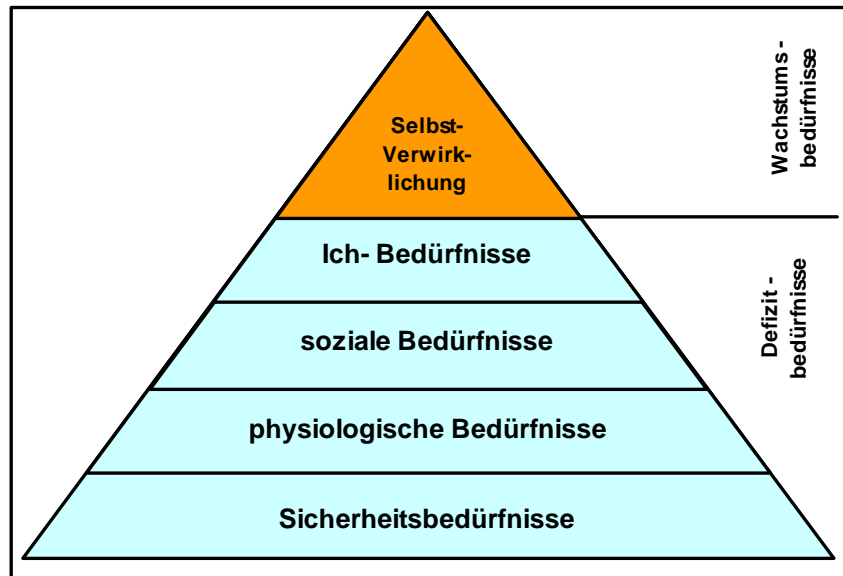 Selbst-
Verwirk-
lichung
Ich- Bedürfnisse
soziale Bedürfnisse
physiologische Bedürfnisse
Sicherheitsbedürfnisse
Wachstums -
bedürfnisse
Defizit -
bedürfnisse